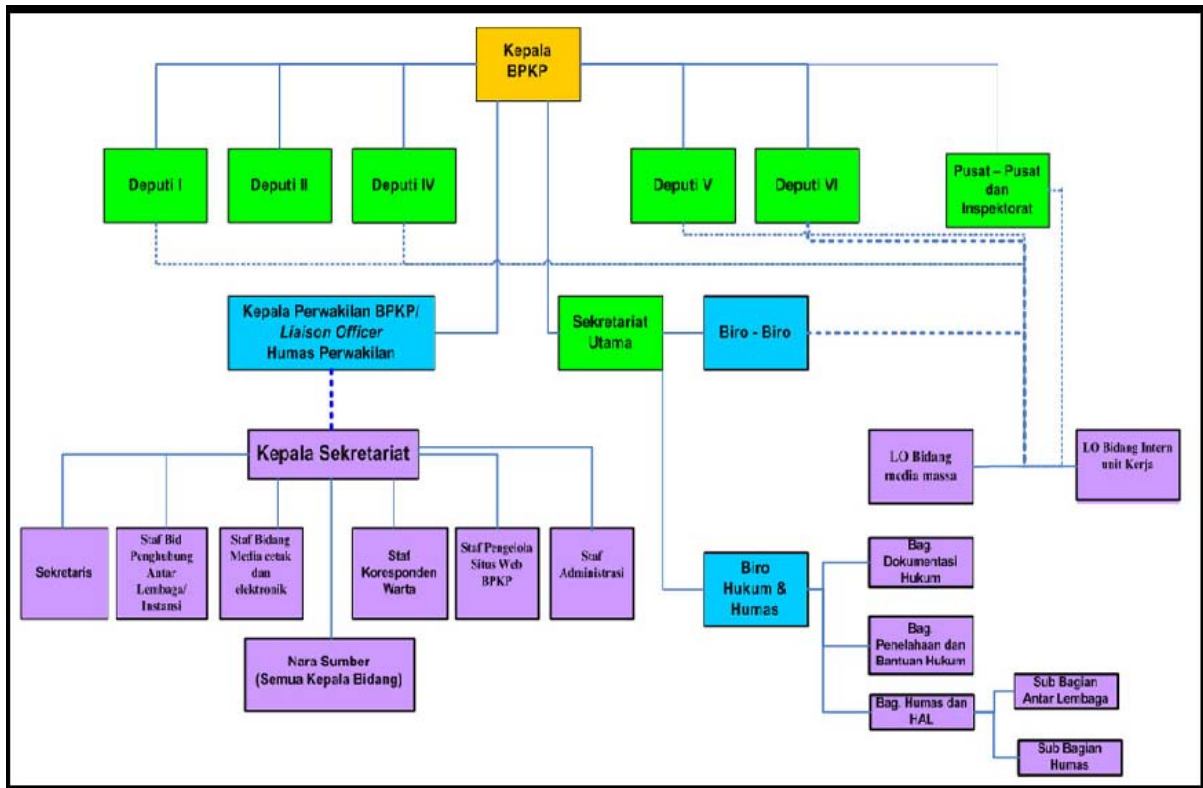 Kepala
BPKP
Deputi I
Deputi II
Deputi IV
Deputi V
Deputi VI
Pusat – Pusat
dan
Inspektorat
Kepala Perwakilan BPKP/
Liaison Officer
Humas Perwakilan
Sekretariat
Utama
Biro - Biro
Kepala Sekretariat
LO Bidang
media massa
LO Bidang Intern
unit Kerja
Sekretaris
Staf Bid
Penghubung
Antar
Lembaga/
Instansi
Staf Bidang
Media cetak
dan
elektronik
Staf
Koresponden
Warta
Staf Pengelola
Situs Web
BPKP
Staf
Administrasi
Nara Sumber
(Semua Kepala Bidang)
Biro
Hukum &
Humas
Bag.
Dokumentasi
Hukum
Bag.
Penelahaan dan
Bantuan Hukum
Bag. Humas dan
HAL
Sub Bagian
Antar Lembaga
Sub Bagian
Humas